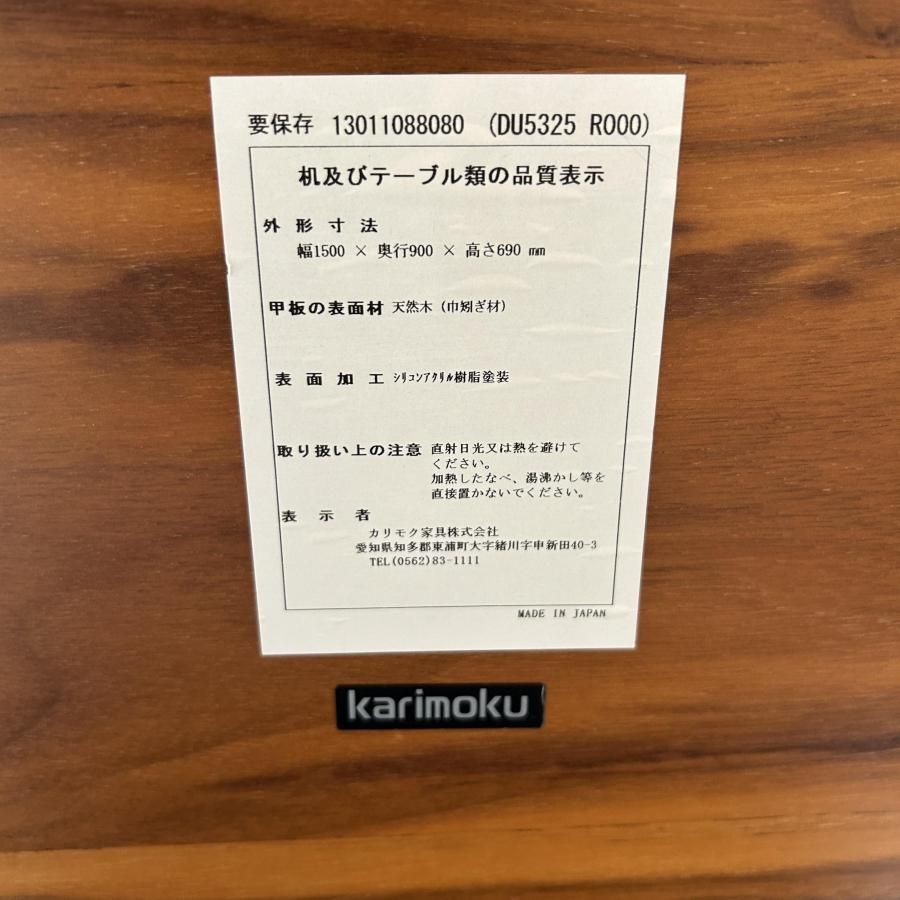 要保存 13011088080 (DU5325 R000)
机及びテーブル類の品質表示
外形寸法
幅1500 × 奥行900 × 高さ690 mm
甲板の表面材 天然木（巾矧ぎ材）
表面加工 ｼﾘｺﾝｱｸﾘﾙ樹脂塗装
取り扱い上の注意 直射日光又は熱を避けて
ください。
加熱したなべ、湯沸かし等を
直接置かないでください。
表示者
カリモク家具株式会社
愛知県知多郡東浦町大字緒川字申新田40-3
TEL(0562)83-1111
MADE IN JAPAN
karimoku